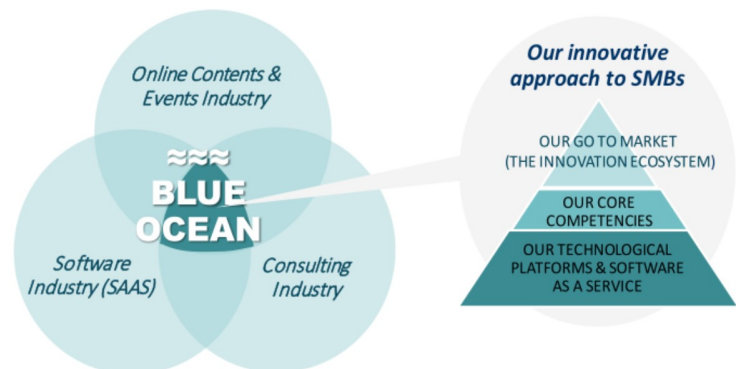 Online Contents &
Events Industry
BLUE
OCEAN
Software
Industry (SAAS)
Consulting
Industry
Our innovative
approach to SMBs
OUR GO TO MARKET
(THE INNOVATION ECOSYSTEM)
OUR CORE
COMPETENCIES
OUR TECHNOLOGICAL
PLATFORMS & SOFTWARE
AS A SERVICE